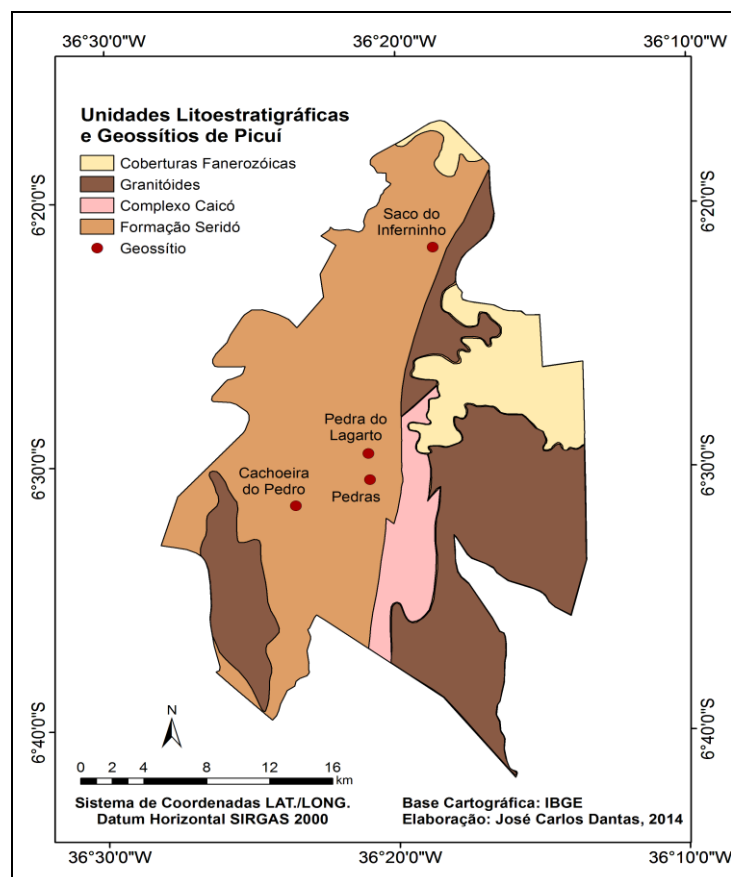 36°30'0"W
36°20'0"W
36°10'0"W
Unidades Litoestratigráficas
e Geossítios de Picuí
Coberturas Fanerozóicas
Granitóides
Complexo Caicó
Formação Seridó
Geossítio
6°20'0"S
6°20'0"S
Saco do
Inferninho
Pedra do
Lagarto
Cachoeira
do Pedro
Pedras
6°30'0"S
6°30'0"S
6°40'0"S
6°40'0"S
N
0 2 4 8 12 16
km
Sistema de Coordenadas LAT./LONG.
Datum Horizontal SIRGAS 2000
Base Cartográfica: IBGE
Elaboração: José Carlos Dantas, 2014
36°30'0"W
36°20'0"W
36°10'0"W